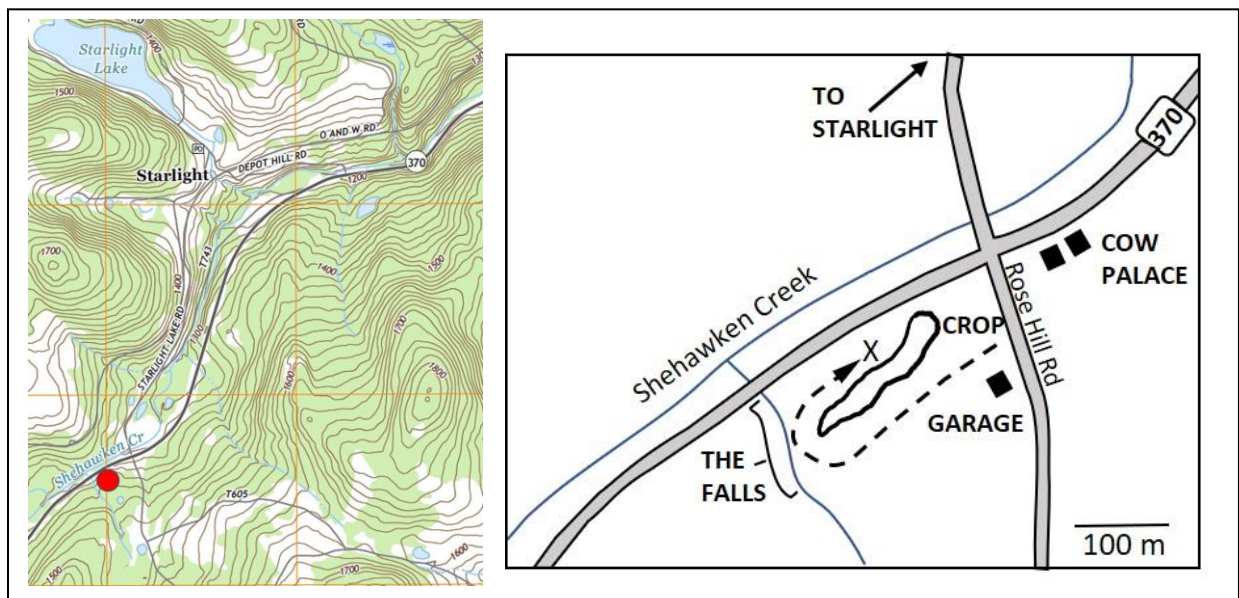 1400
Starlight
Lake
1500
O AND W RD
DEPOT HILL RD
370
PO
Starlight
1200
T743
1700
1400
1400
1500
STARLIGHT LAKE RD
1300
1700
1600
1800
Shehawken Cr
T605
1500
1700
1600
TO
STARLIGHT
370
COW
PALACE
Shehawken Creek
Rose Hill Rd
CROP
X
GARAGE
THE
FALLS
100 m